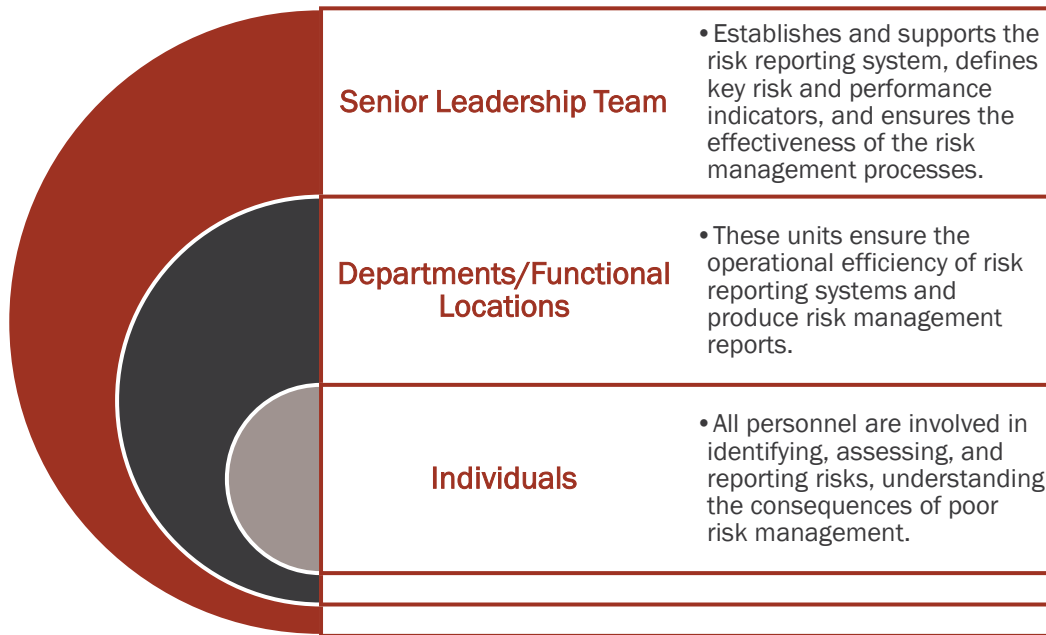 Senior Leadership Team
• Establishes and supports the
risk reporting system, defines
key risk and performance
indicators, and ensures the
effectiveness of the risk
management processes.
Departments/Functional
Locations
• These units ensure the
operational efficiency of risk
reporting systems and
produce risk management
reports.
Individuals
• All personnel are involved in
identifying, assessing, and
reporting risks, understanding
the consequences of poor
risk management.